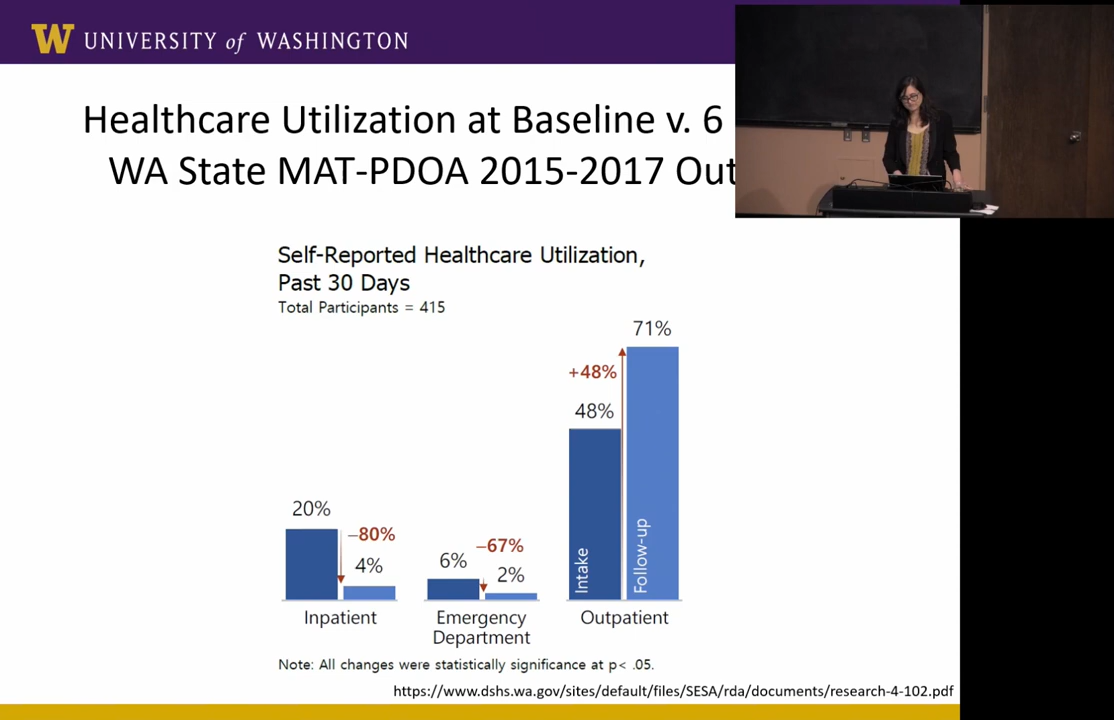 W UNIVERSITY of WASHINGTON
Healthcare Utilization at Baseline v. 6
WA State MAT-PDOA 2015-2017
Self-Reported Healthcare Utilization,
Past 30 Days
Total Participants = 415
71%
+48%
48%
20%
–80%
4%
–67%
6%
2%
Intake
Follow-up
Inpatient
Emergency
Department
Outpatient
Note: All changes were statistically significance at p< .05.
https://www.dshs.wa.gov/sites/default/files/SESA/rda/documents/research-4-102.pdf